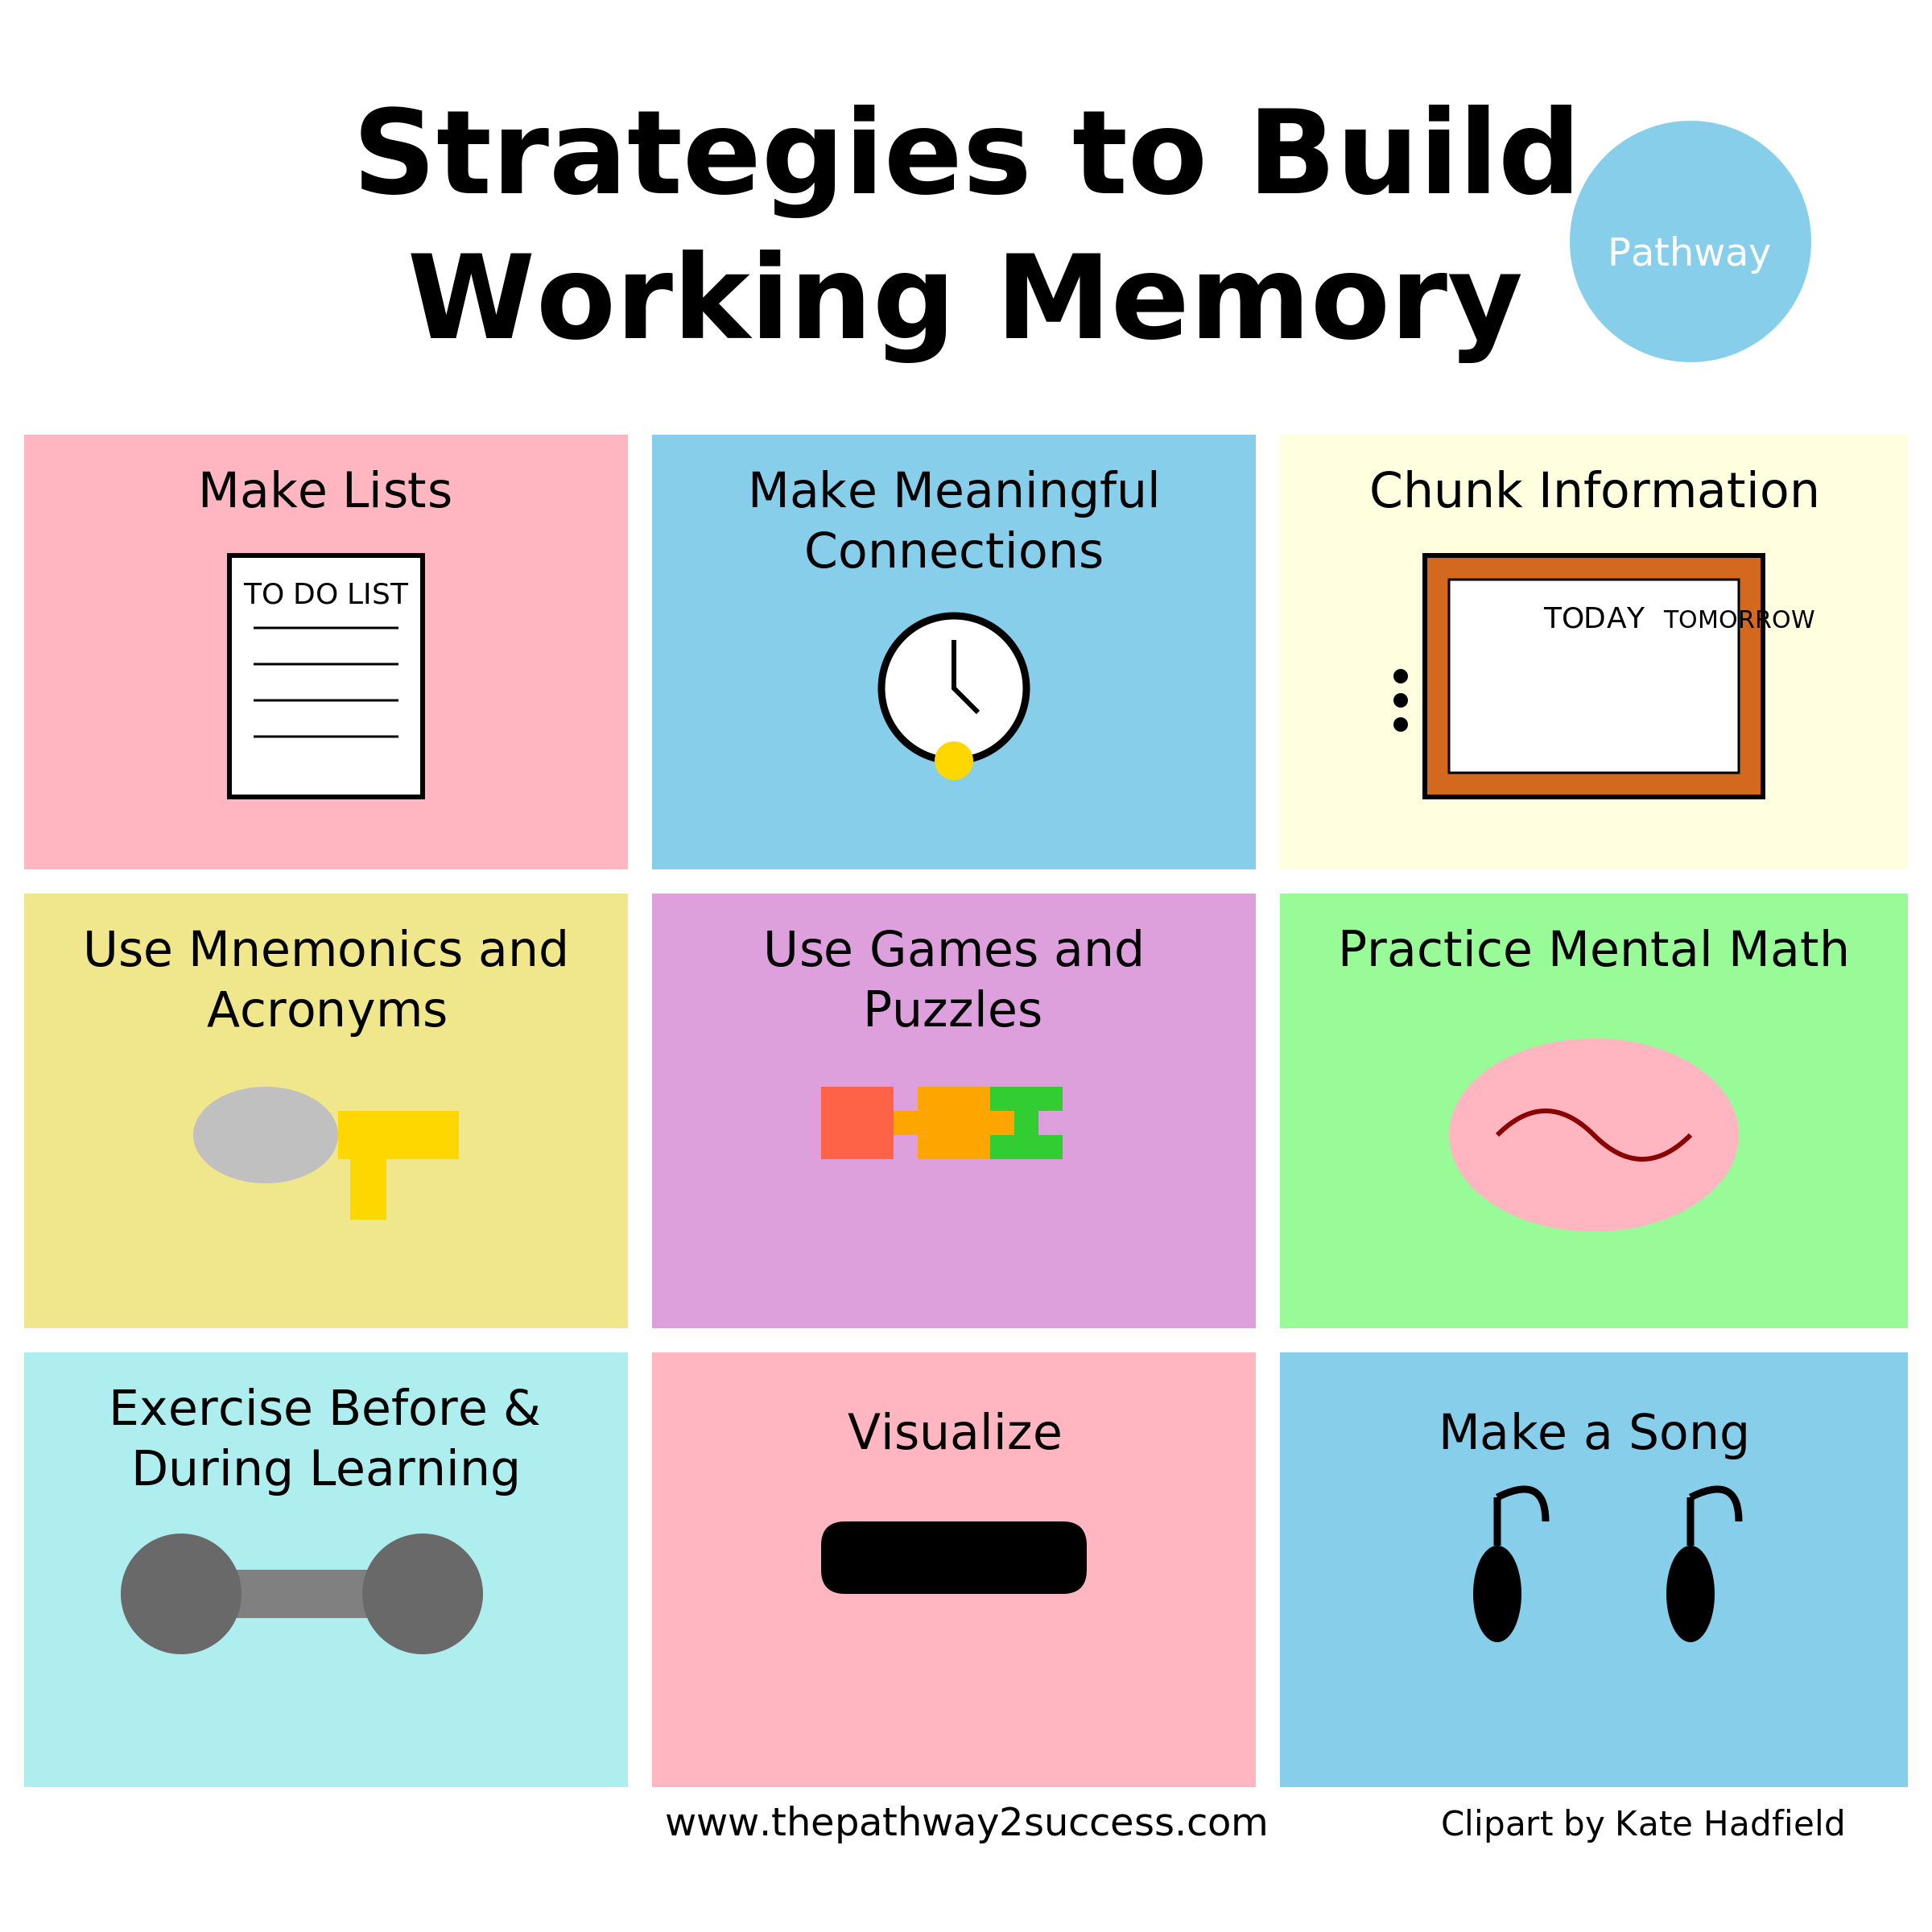 Strategies to Build
Working Memory
Pathway
Make Lists
TO DO LIST
Make Meaningful
Connections
Chunk Information
TODAY TOMORROW
Use Mnemonics and
Acronyms
Use Games and
Puzzles
Practice Mental Math
Exercise Before &
During Learning
Visualize
Make a Song
www.thepathway2success.com
Clipart by Kate Hadfield